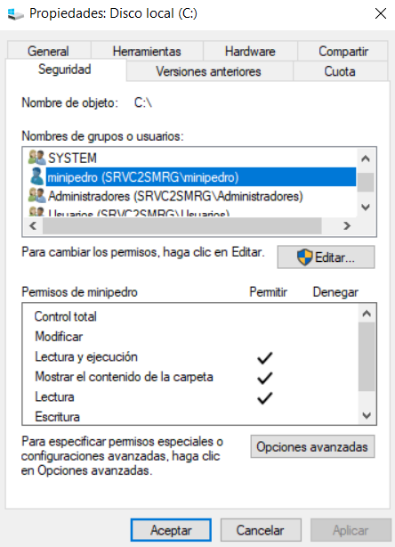 Propiedades: Disco local (C:)
General Herramientas Hardware Compartir
Seguridad Versiones anteriores Cuota
Nombre de objeto: C:\
Nombres de grupos o usuarios:
SYSTEM
minipedro (SRVC2SMRG\minipedro)
Administradores (SRVC2SMRG\Administradores)
Usuarios (SRVC2SMRG\Usuarios)
Para cambiar los permisos, haga clic en Editar. Editar...
Permisos de minipedro Permitir Denegar
Control total
Modificar
Lectura y ejecución
Mostrar el contenido de la carpeta
Lectura
Escritura
Para especificar permisos especiales o
configuraciones avanzadas, haga clic
en Opciones avanzadas.
Opciones avanzadas
Aceptar Cancelar Aplicar